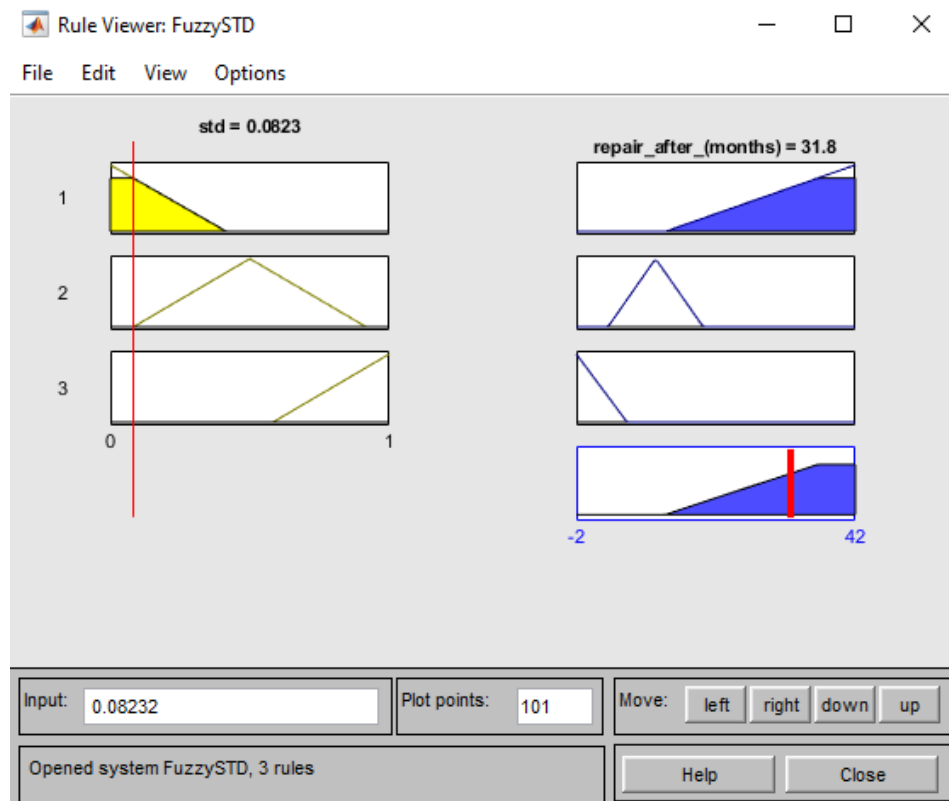 Rule Viewer: FuzzySTD
File Edit View Options
std = 0.0823
repair_after_(months) = 31.8
1
2
3
0 1
-2 42
Input: 0.08232
Plot points: 101
Move: left right down up
Opened system FuzzySTD, 3 rules
Help Close